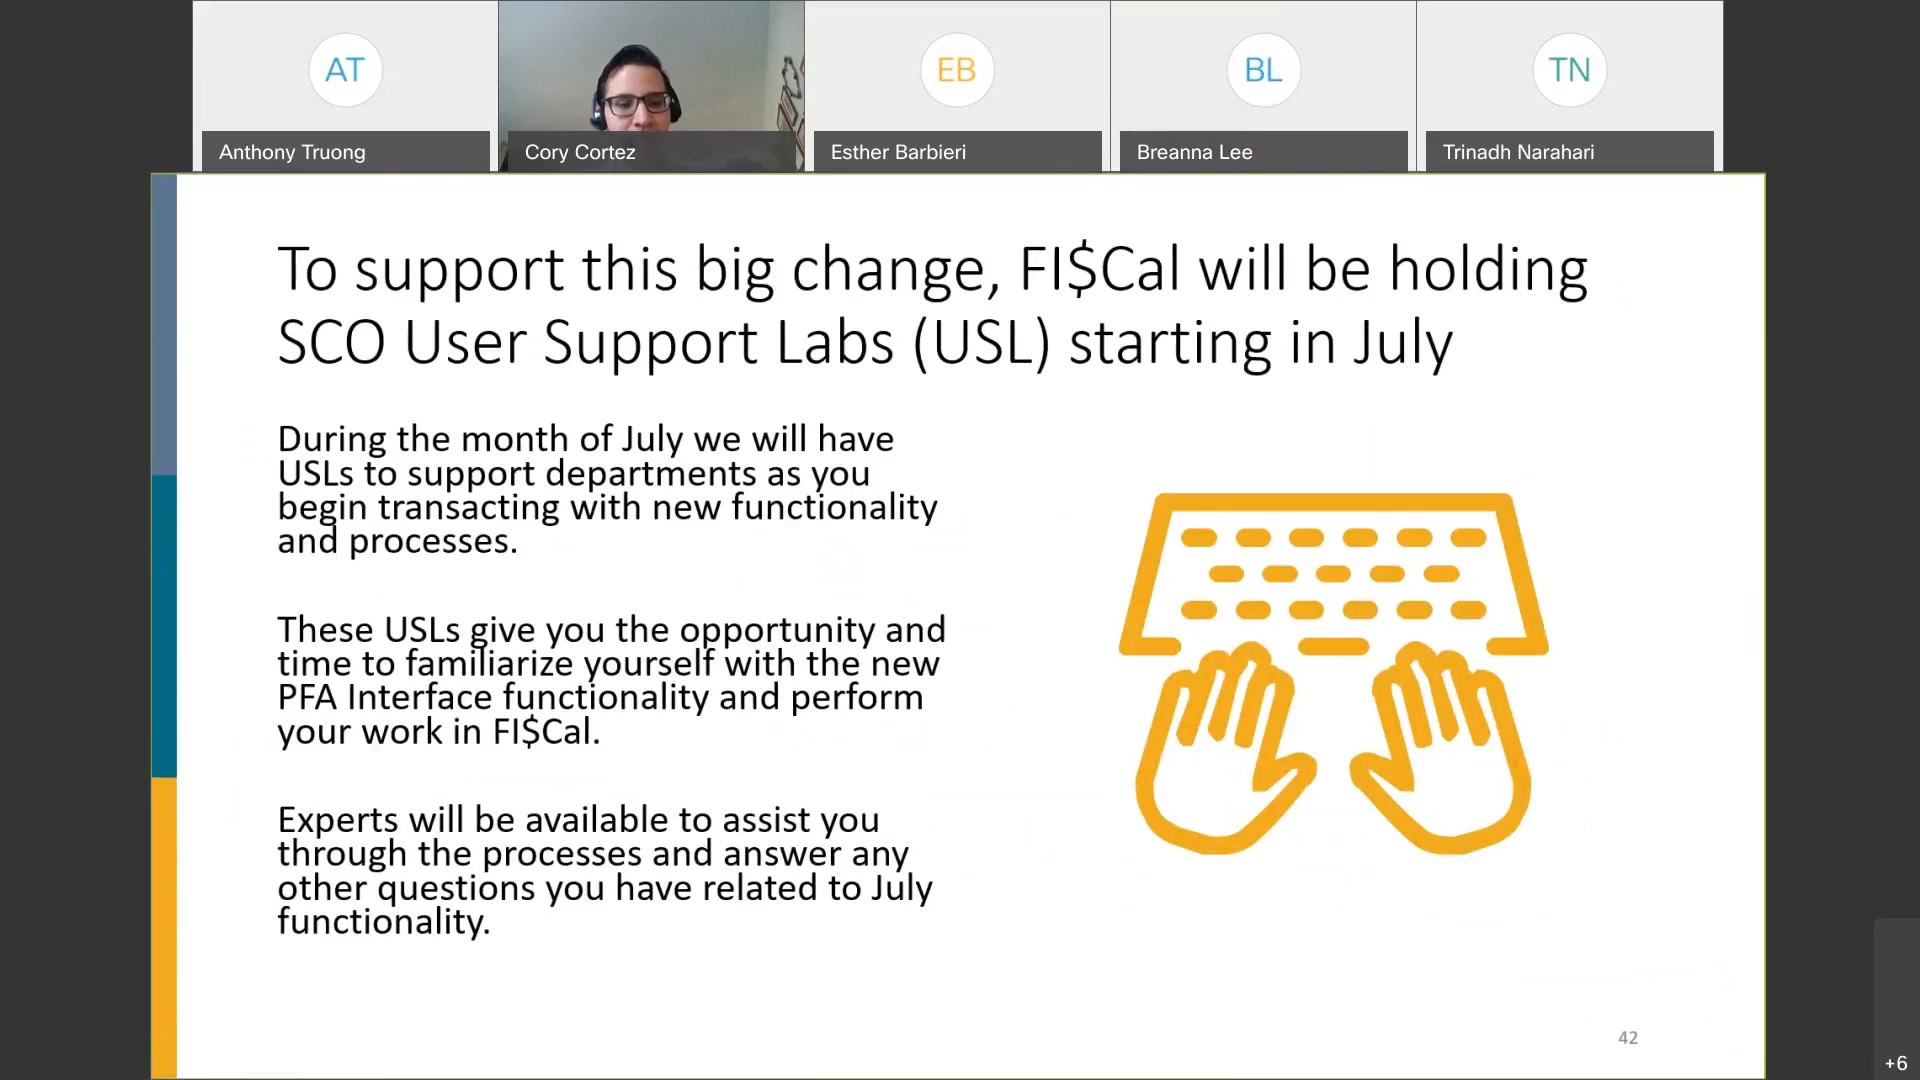 AT
EB
BL
TN
Anthony Truong
Cory Cortez
Esther Barbieri
Breanna Lee
Trinadh Narahari
To support this big change, FI$Cal will be holding
SCO User Support Labs (USL) starting in July
During the month of July we will have
USLs to support departments as you
begin transacting with new functionality
and processes.
These USLs give you the opportunity and
time to familiarize yourself with the new
PFA Interface functionality and perform
your work in FI$Cal.
Experts will be available to assist you
through the processes and answer any
other questions you have related to July
functionality.
42
+6